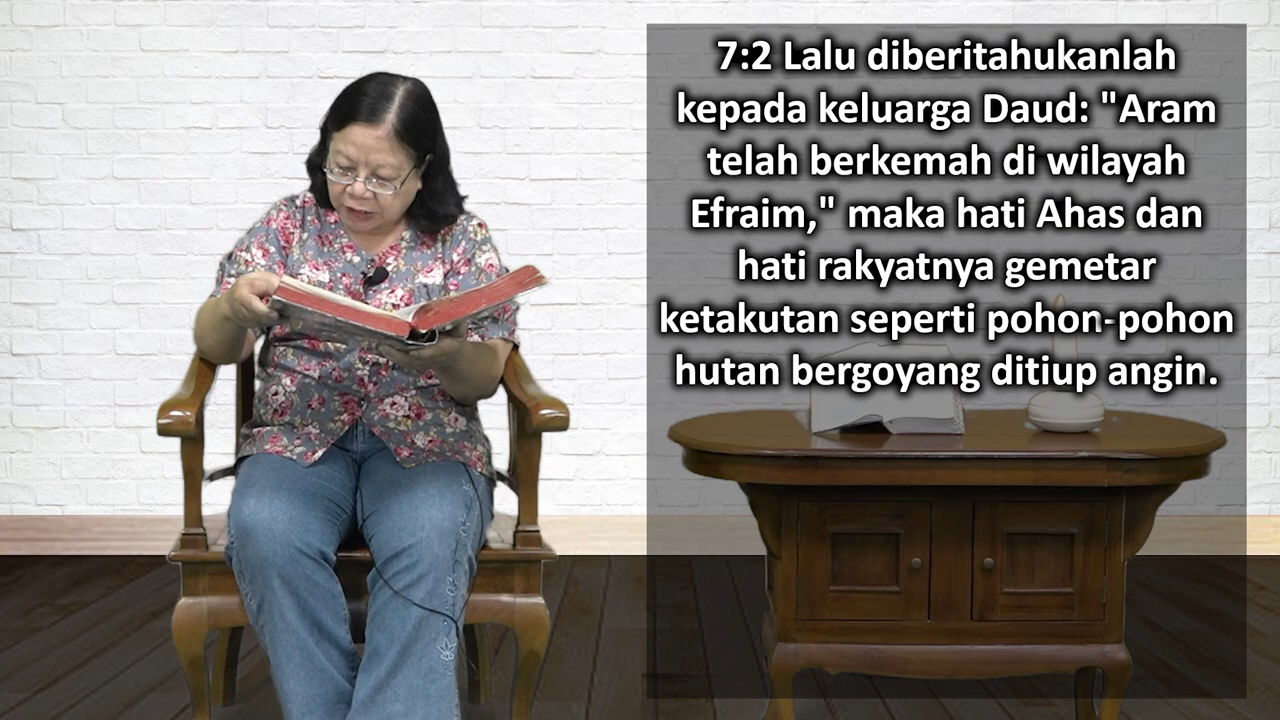 7:2 Lalu diberitahukanlah
kepada keluarga Daud: "Aram
telah berkemah di wilayah
Efraim," maka hati Ahas dan
hati rakyatnya gemetar
ketakutan seperti pohon-pohon
hutan bergoyang ditiup angin.